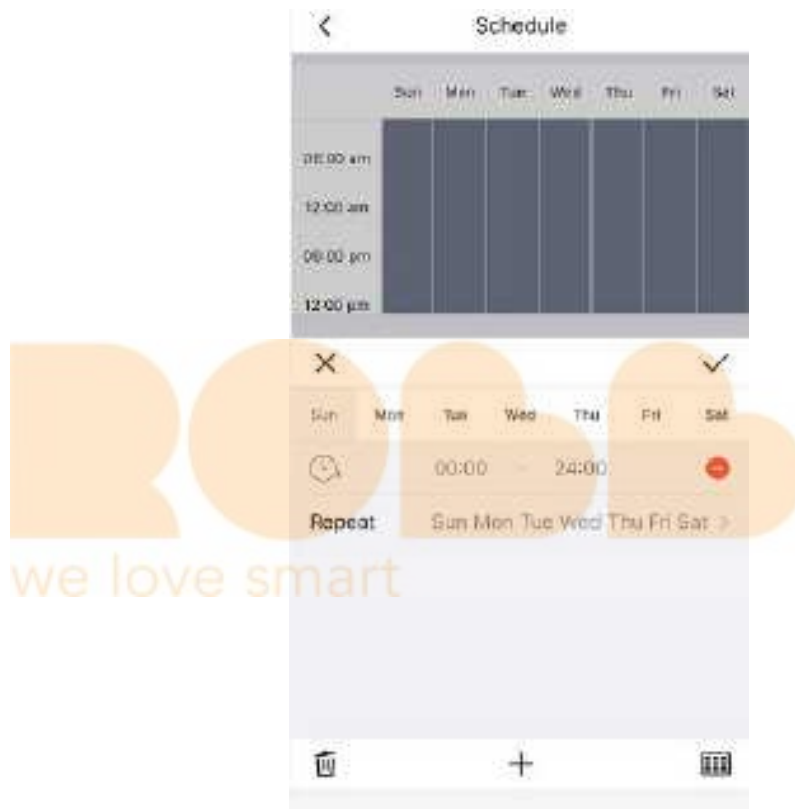 Schedule
Sun Mon Tue Wed Thu Fri Sat
06:00 am
12:00 am
06:00 pm
12:00 pm
Sun Mon Tue Wed Thu Fri Sat
00:00 - 24:00
Repeat Sun Mon Tue Wed Thu Fri Sat >
ROBB
we love smart